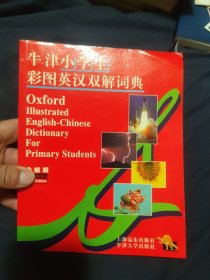 牛津小学生
彩图英汉双解词典
Oxford
Illustrated
English-Chinese
Dictionary
For
Primary Students
上海远东出版社
牛津大学出版社